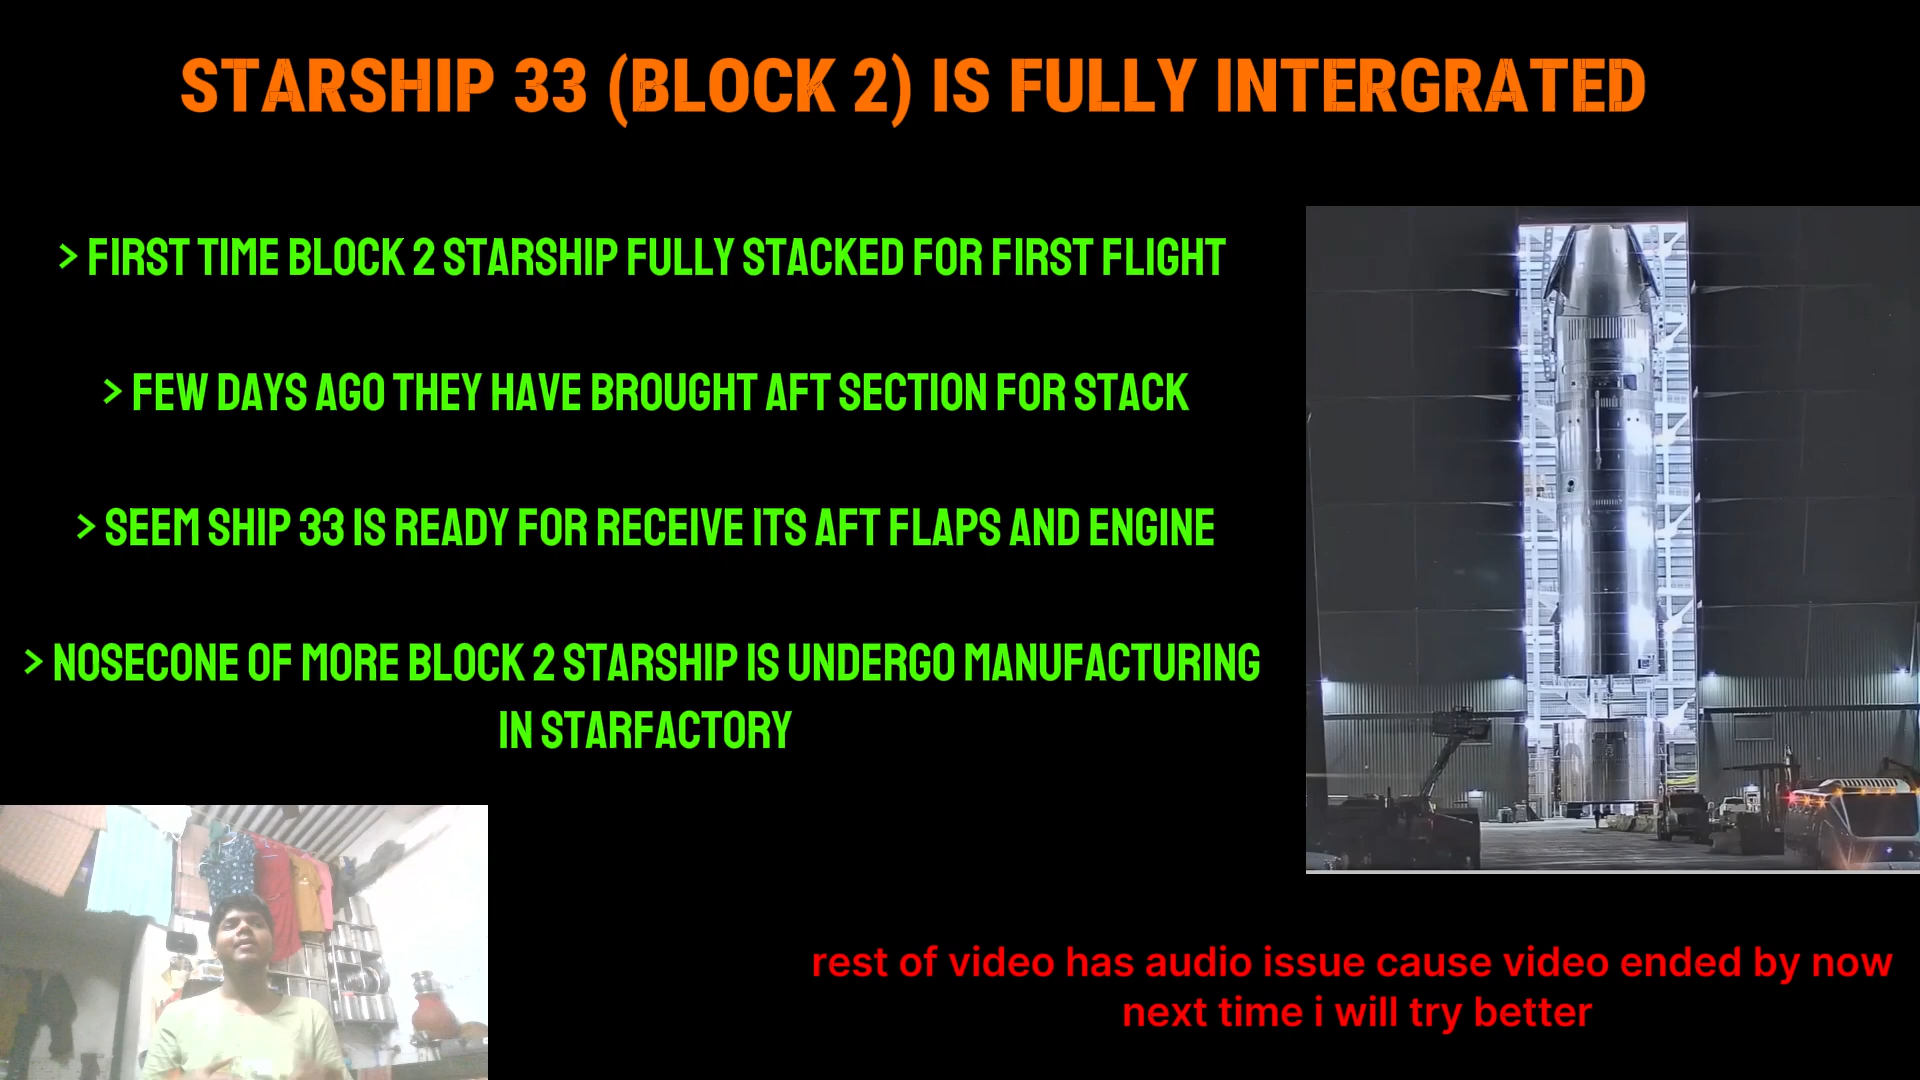 STARSHIP 33 (BLOCK 2) IS FULLY INTERGRATED
> FIRST TIME BLOCK 2 STARSHIP FULLY STACKED FOR FIRST FLIGHT
> FEW DAYS AGO THEY HAVE BROUGHT AFT SECTION FOR STACK
> SEEM SHIP 33 IS READY FOR RECEIVE ITS AFT FLAPS AND ENGINE
> NOSECONE OF MORE BLOCK 2 STARSHIP IS UNDERGO MANUFACTURING
IN STARFACTORY
rest of video has audio issue cause video ended by now
next time i will try better